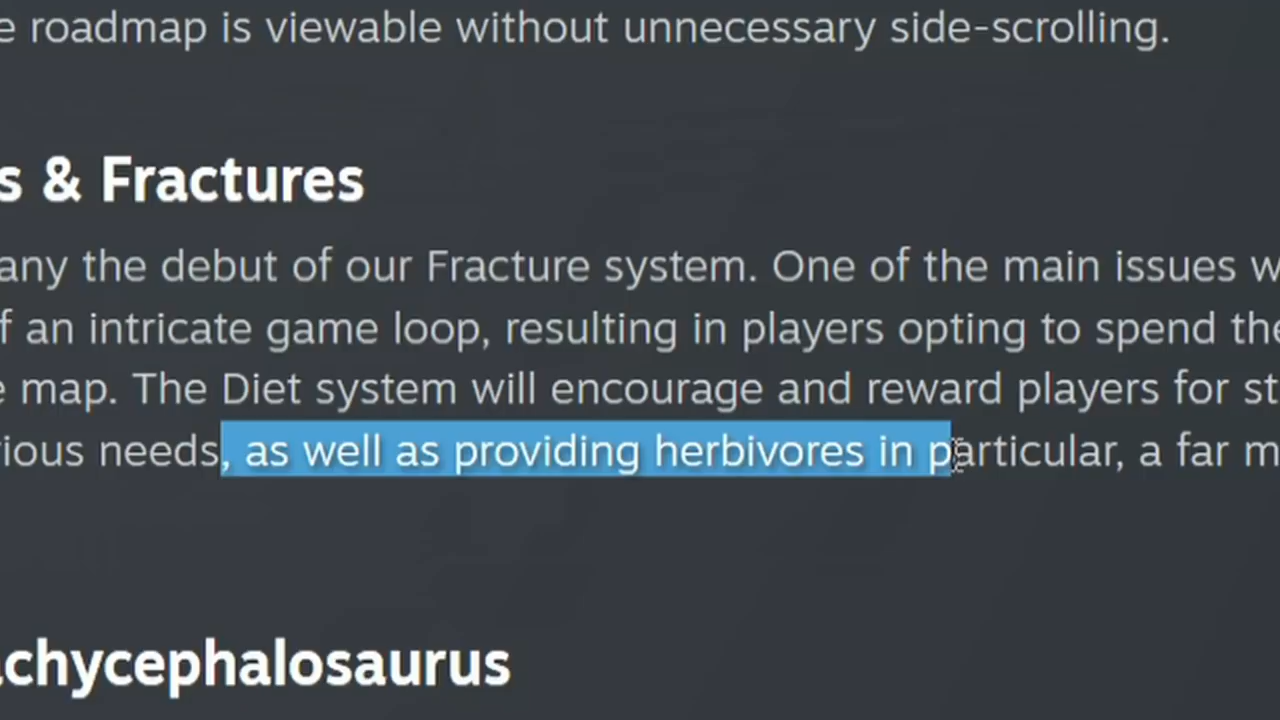 e roadmap is viewable without unnecessary side-scrolling.
s & Fractures
any the debut of our Fracture system. One of the main issues w
f an intricate game loop, resulting in players opting to spend the
e map. The Diet system will encourage and reward players for st
rious needs, as well as providing herbivores in particular, a far m
achycephalosaurus